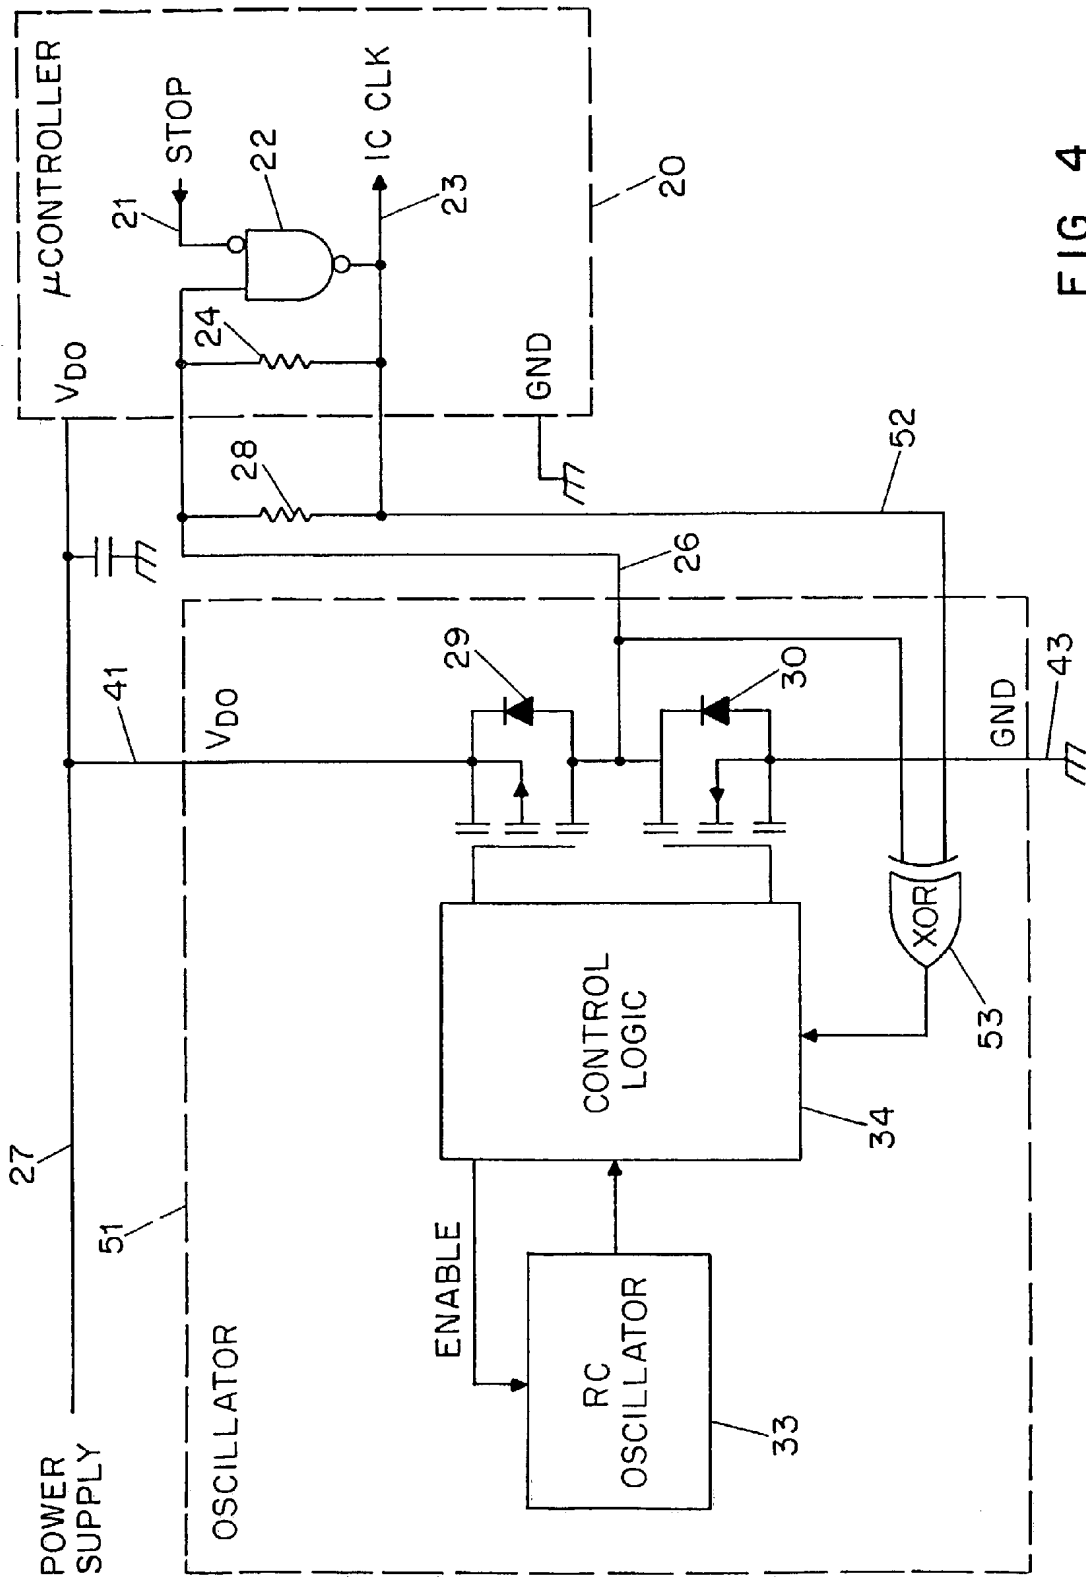 POWER
SUPPLY
27
51
OSCILLATOR
41
VDO
µCONTROLLER
VDO
21
STOP
22
24
28
IC CLK
23
GND
20
26
52
29
30
VDO
GND
43
ENABLE
RC
OSCILLATOR
33
CONTROL
LOGIC
34
XOR
53
FIG 4